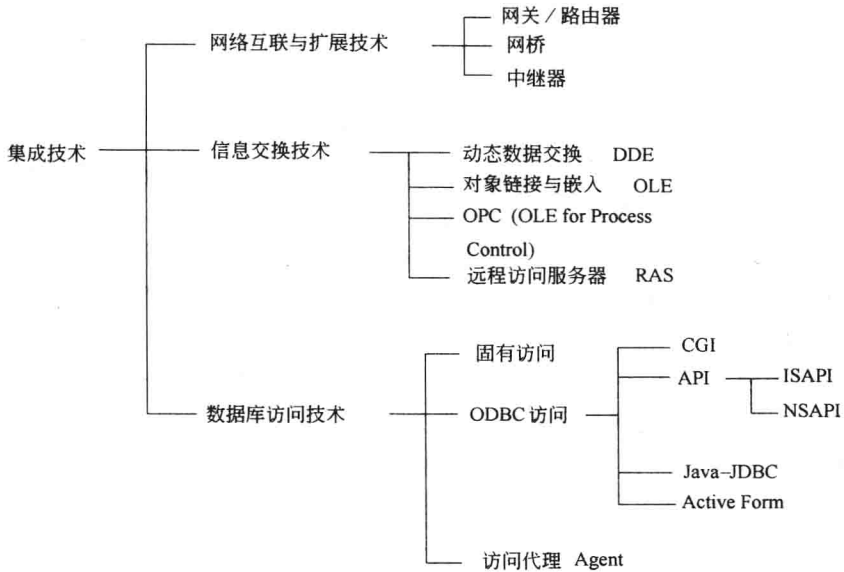 网关／路由器
网络互联与扩展技术
网桥
中继器
集成技术
信息交换技术
动态数据交换 DDE
对象链接与嵌入 OLE
OPC (OLE for Process
Control)
远程访问服务器 RAS
固有访问
CGI
API
ISAPI
NSAPI
数据库访问技术
ODBC 访问
Java–JDBC
Active Form
访问代理 Agent